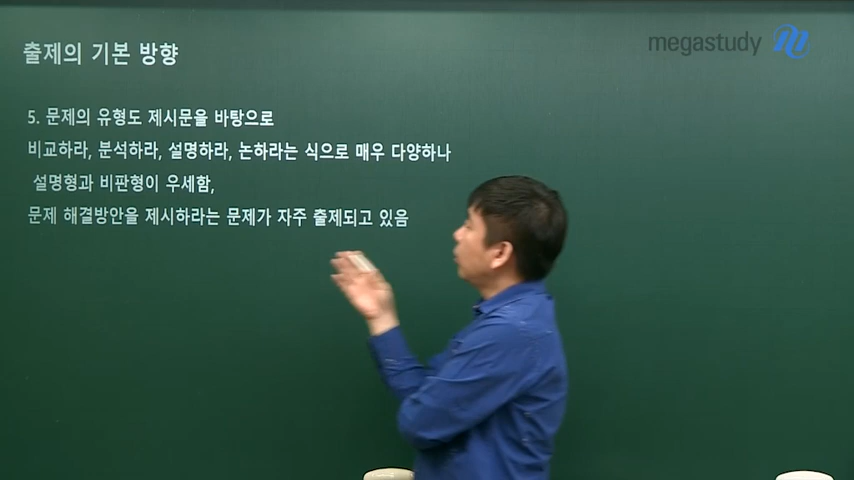 출제의 기본 방향
megastudy
5. 문제의 유형도 제시문을 바탕으로
비교하라, 분석하라, 설명하라, 논하라는 식으로 매우 다양하나
설명형과 비판형이 우세함,
문제 해결방안을 제시하라는 문제가 자주 출제되고 있음